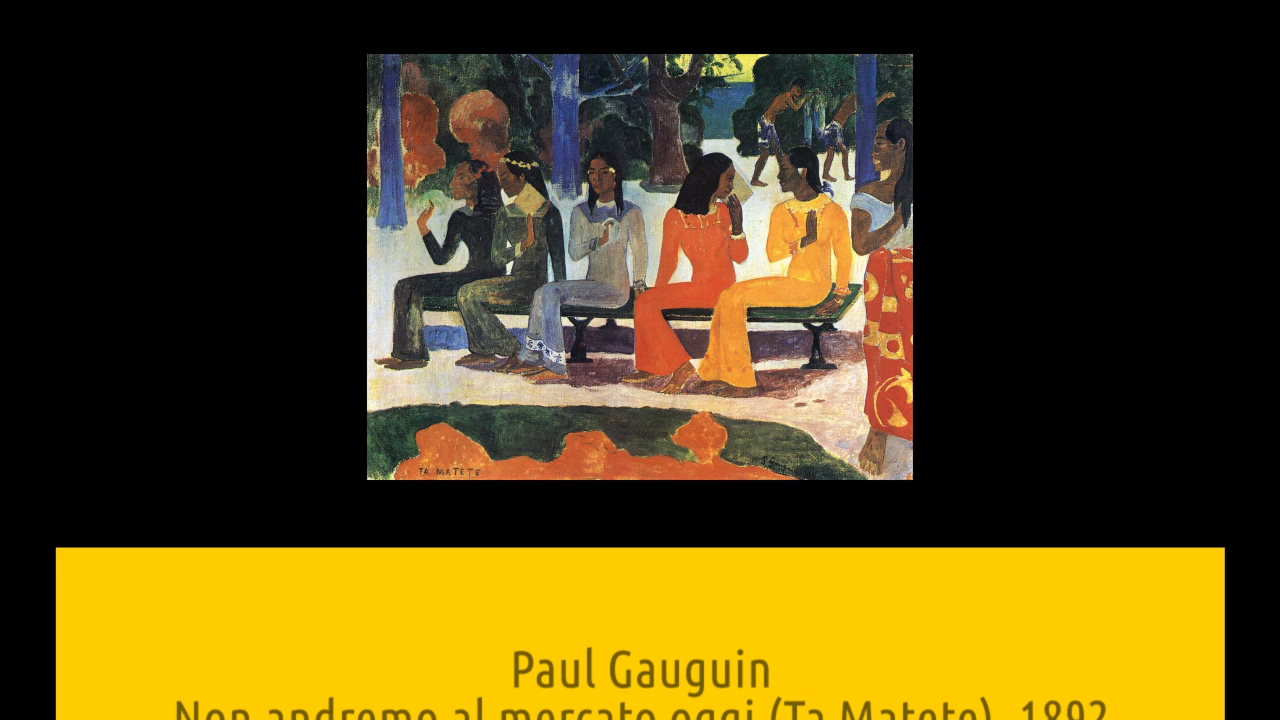 TA MATETE
Paul Gauguin
Non andremo al mercato oggi (Ta Matete), 1892